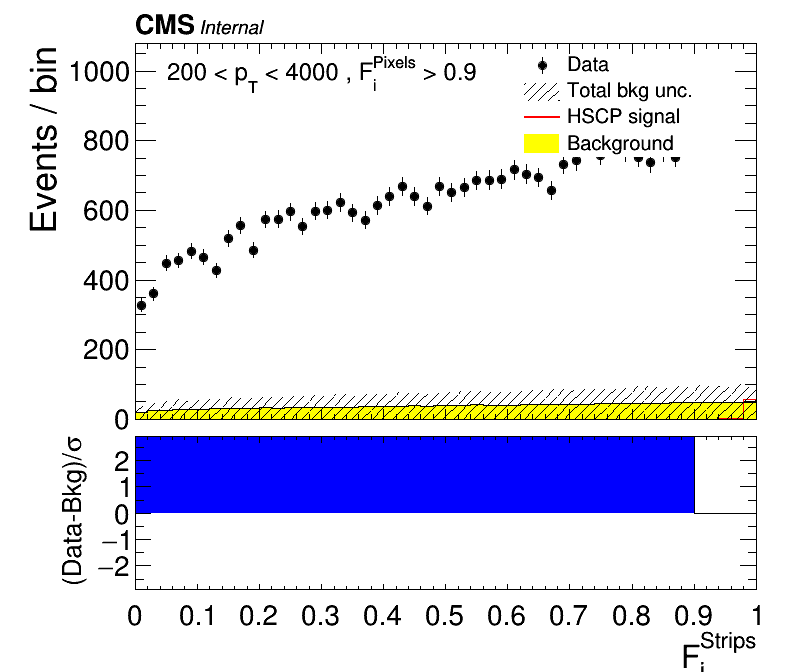 CMS Internal
Events / bin
1000
800
600
400
200
0
200 < p_T < 4000 , F_i^Pixels > 0.9
Data
Total bkg unc.
HSCP signal
Background
(Data-Bkg)/σ
2
1
0
−1
−2
0 0.1 0.2 0.3 0.4 0.5 0.6 0.7 0.8 0.9 1
F_i^Strips